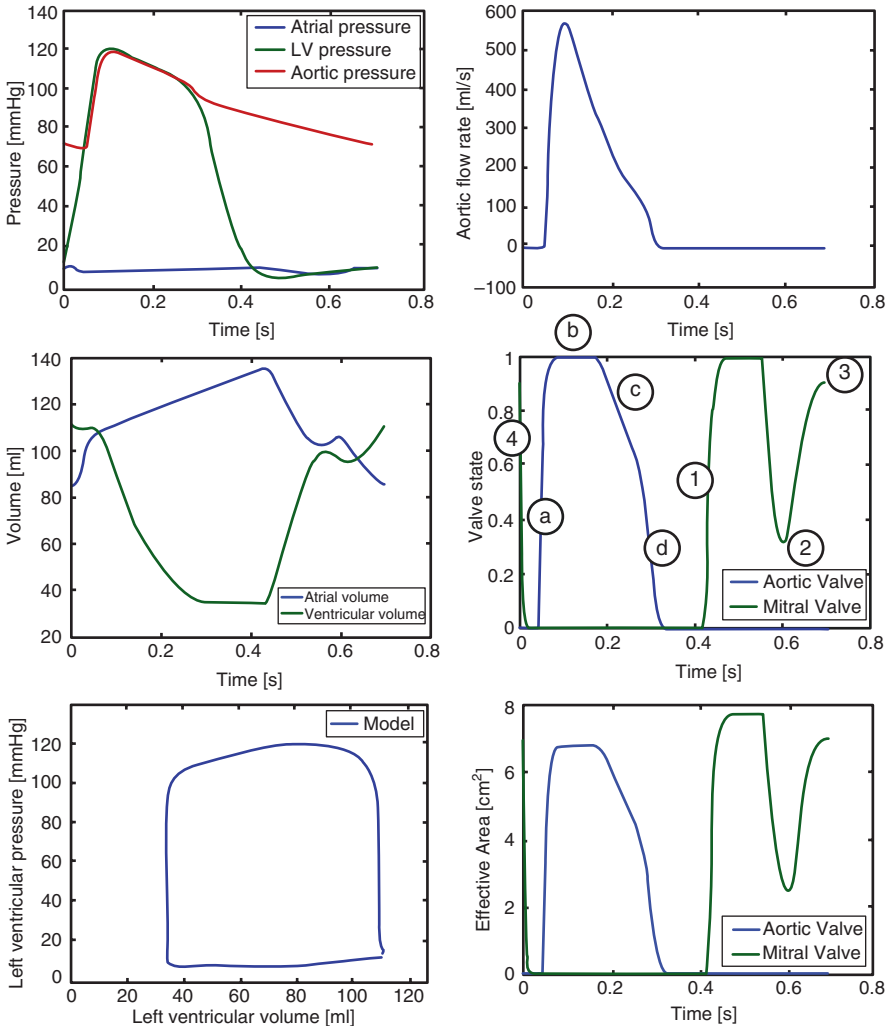 140
120
100
80
60
40
20
0
Pressure [mmHg]
Atrial pressure
LV pressure
Aortic pressure
0
0.2
0.4
0.6
0.8
Time [s]
600
500
400
300
200
100
0
−100
Aortic flow rate [ml/s]
0
0.2
0.4
0.6
0.8
Time [s]
140
120
100
80
60
40
20
Volume [ml]
Atrial volume
Ventricular volume
0
0.2
0.4
0.6
0.8
Time [s]
1
0.8
0.6
0.4
0.2
0
Valve state
b
3
c
4
1
a
d
2
Aortic Valve
Mitral Valve
0
0.2
0.4
0.6
0.8
Time [s]
120
100
80
60
40
20
0
Left ventricular pressure [mmHg]
Model
0
20
40
60
80
100
120
Left ventricular volume [ml]
8
6
4
2
0
Effective Area [cm²]
Aortic Valve
Mitral Valve
0
0.2
0.4
0.6
0.8
Time [s]